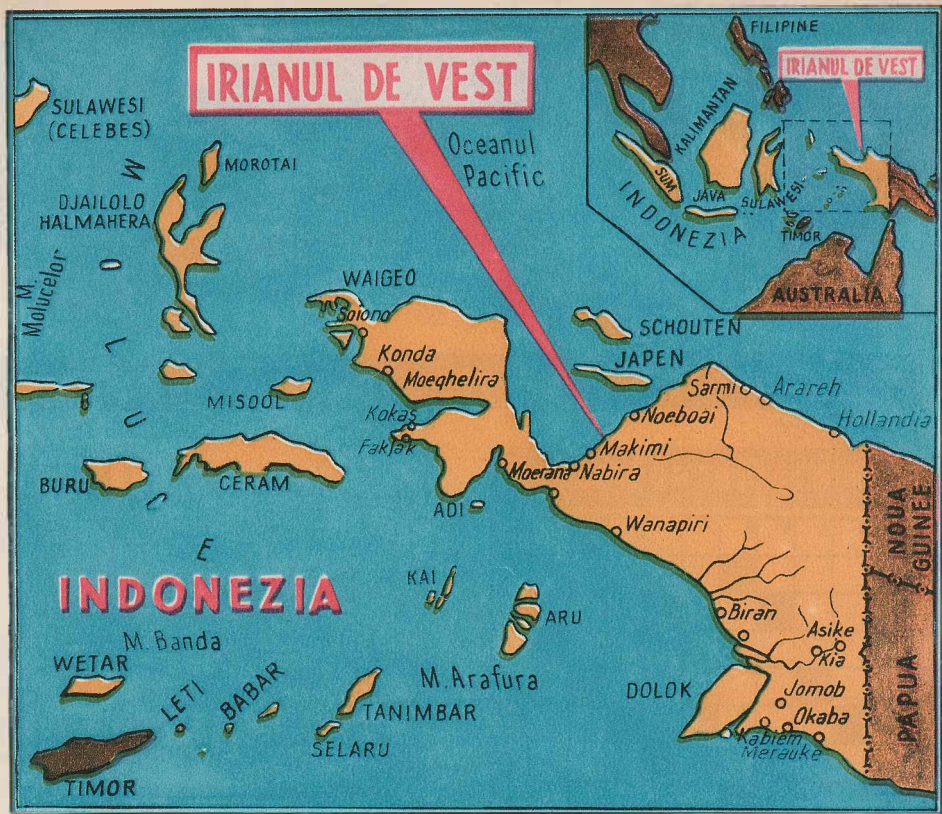 IRIANUL DE VEST
FILIPINE
IRIANUL DE VEST
KALIMANTAN
SUM
JAVA
SULAWESI
INDONEZIA
TIMOR
AUSTRALIA
SULAWESI
(CELEBES)
Oceanul
Pacific
MOROTAI
DJAILOLO
HALMAHERA
M.
Molucelor
MOLUCE
WAIGEO
Soiono
Konda
Moeghelira
SCHOUTEN
JAPEN
Sarmi
Arareh
Noeboai
Hollandia
MISOOL
Kokas
Fakfak
Makimi
Moerana
Nabira
BURU
CERAM
ADI
Wanapiri
NOUA
GUINEE
INDONEZIA
KAI
ARU
Biran
Asike
Kia
M. Banda
WETAR
LETI
BABAR
M. Arafura
TANIMBAR
SELARU
DOLOK
Jomob
Okaba
Kabiem
Merauke
PAPUA
TIMOR